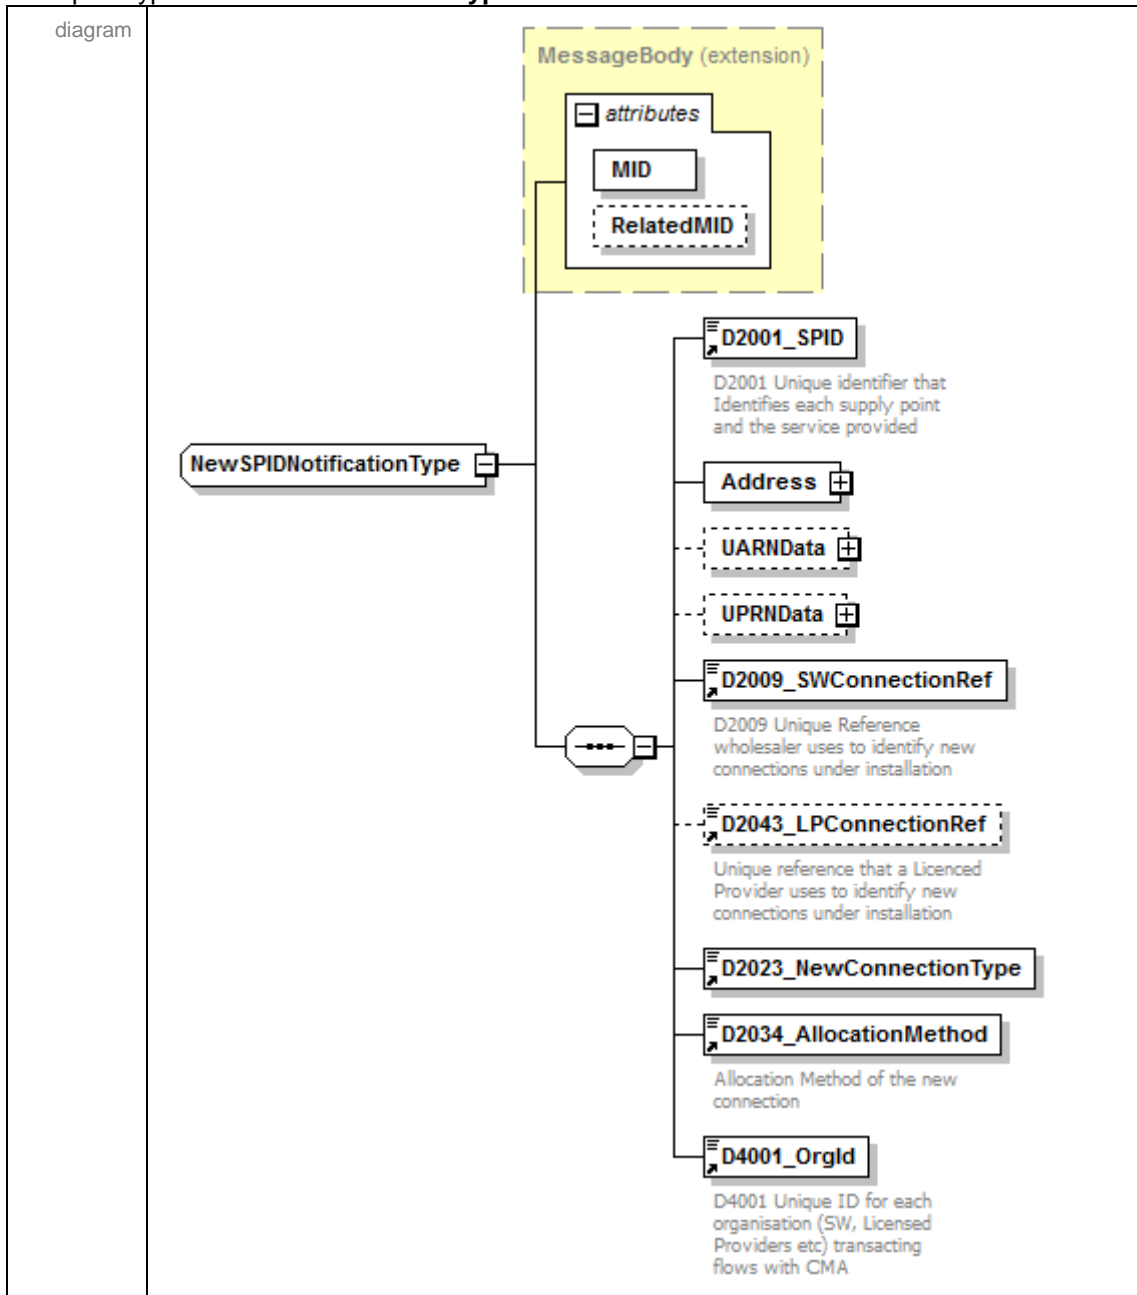 diagram
MessageBody (extension)
attributes
MID
RelatedMID
D2001_SPID
D2001 Unique identifier that
Identifies each supply point
and the service provided
NewSPIDNotificationType
Address
UARNData
UPRNData
D2009_SWConnectionRef
D2009 Unique Reference
wholesaler uses to identify new
connections under installation
D2043_LPConnectionRef
Unique reference that a Licenced
Provider uses to identify new
connections under installation
D2023_NewConnectionType
D2034_AllocationMethod
Allocation Method of the new
connection
D4001_OrgId
D4001 Unique ID for each
organisation (SW, Licensed
Providers etc) transacting
flows with CMA